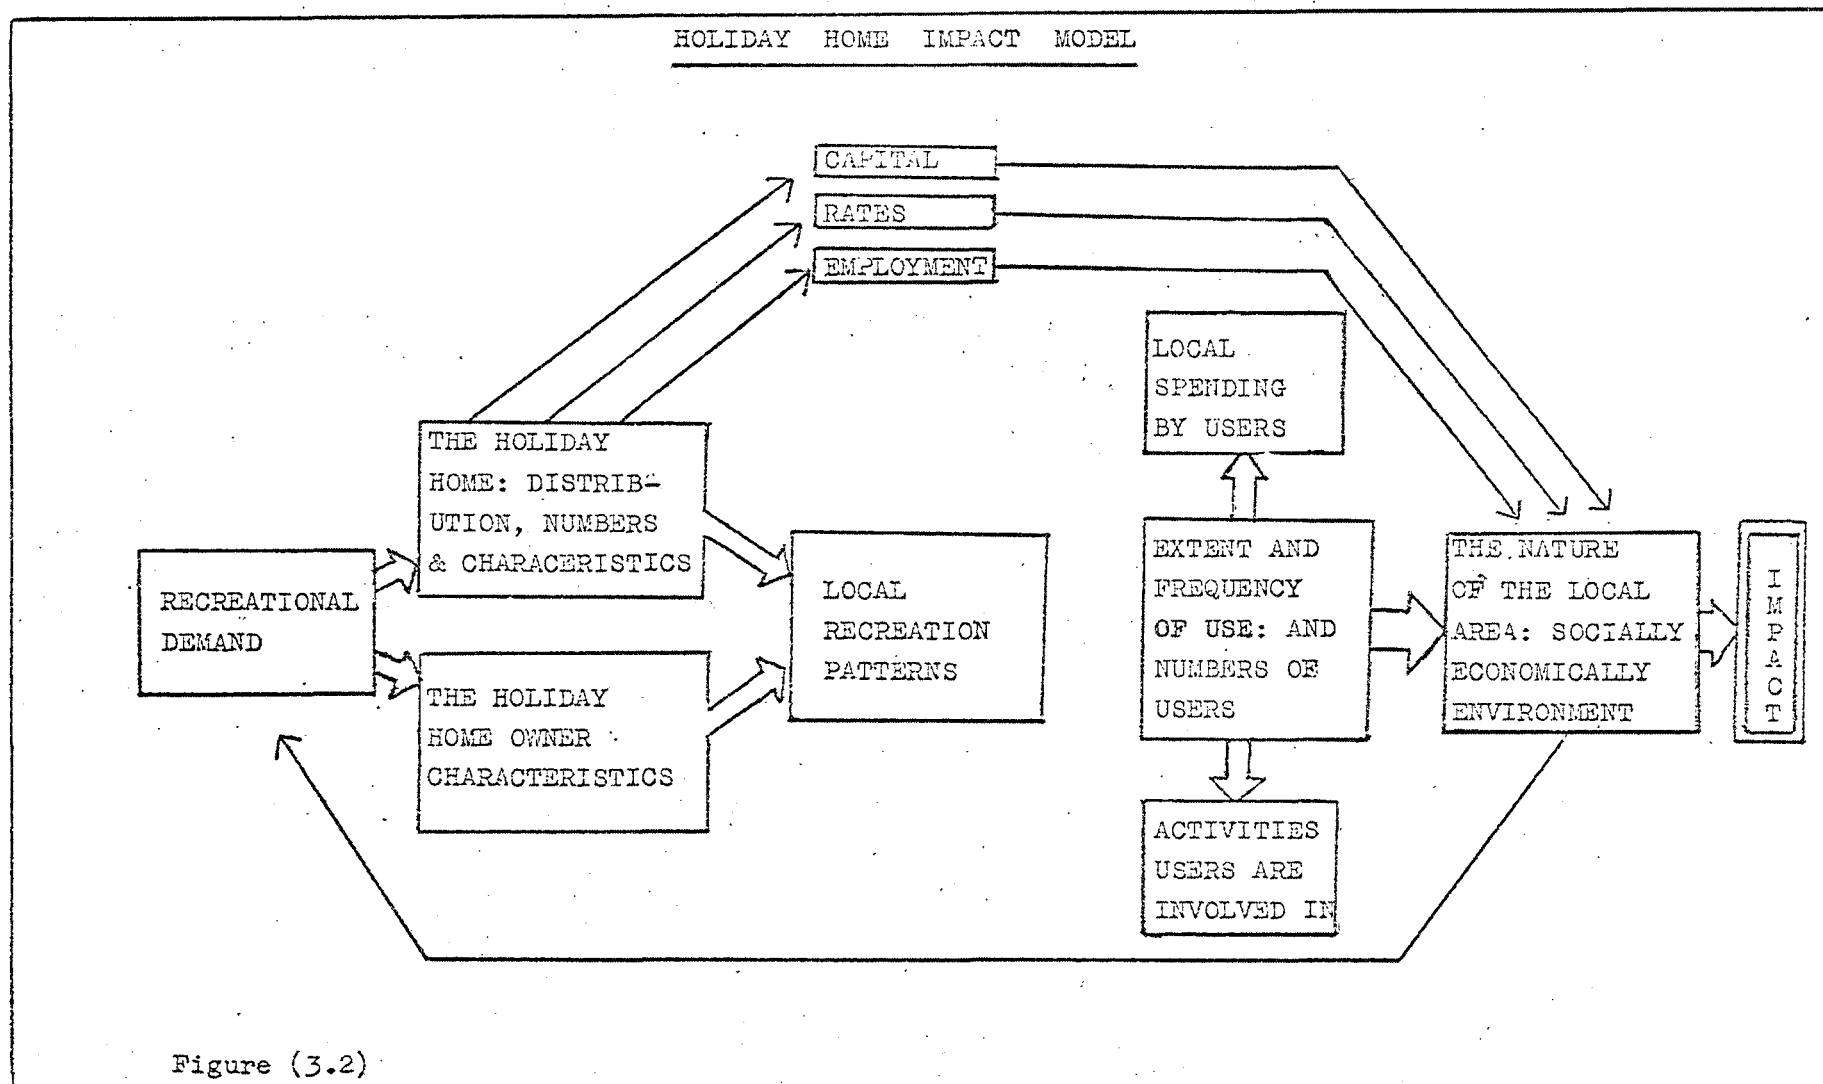 HOLIDAY HOME IMPACT MODEL
CAPITAL
RATES
EMPLOYMENT
LOCAL
SPENDING
BY USERS
THE HOLIDAY
HOME: DISTRIB-
UTION, NUMBERS
& CHARACERISTICS
RECREATIONAL
DEMAND
THE HOLIDAY
HOME OWNER
CHARACTERISTICS
LOCAL
RECREATION
PATTERNS
EXTENT AND
FREQUENCY
OF USE: AND
NUMBERS OF
USERS
ACTIVITIES
USERS ARE
INVOLVED IN
THE NATURE
OF THE LOCAL
AREA: SOCIALLY
ECONOMICALLY
ENVIRONMENT
IMPACT
Figure (3.2)